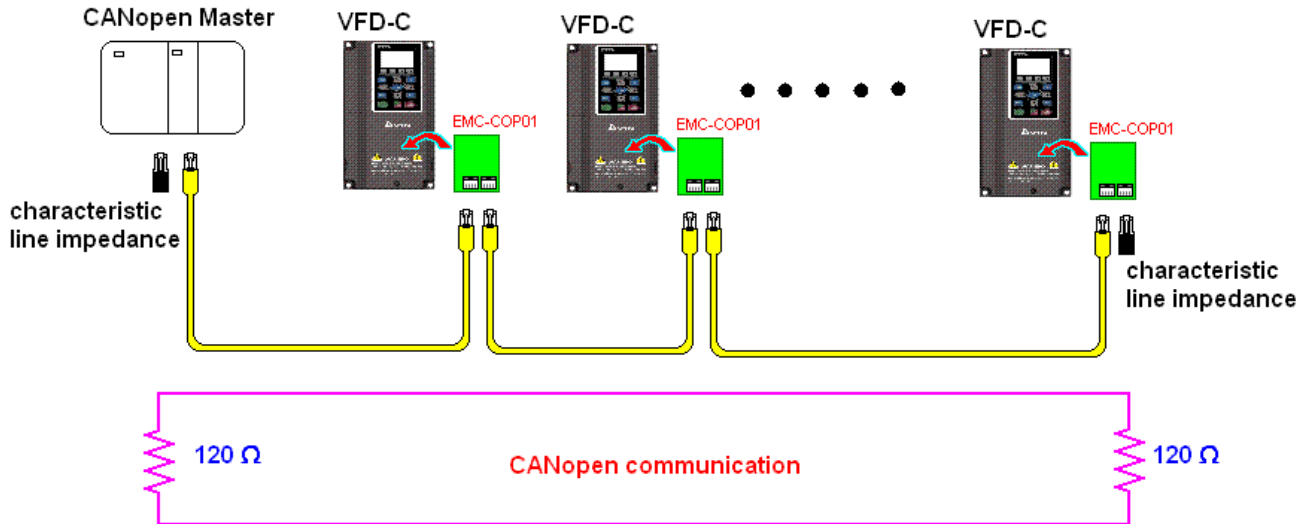 CANopen Master
VFD-C
VFD-C
VFD-C
EMC-COP01
EMC-COP01
EMC-COP01
characteristic
line impedance
characteristic
line impedance
120 Ω
CANopen communication
120 Ω